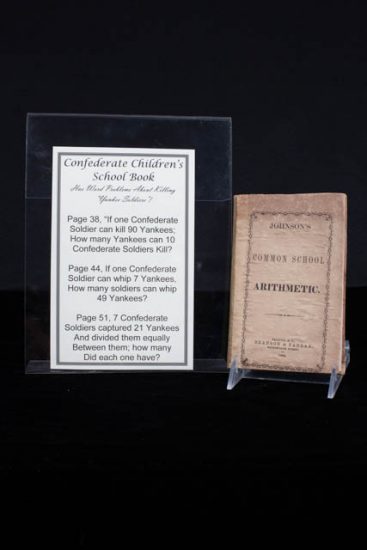 Confederate Children's
School Book
Has Word Problems About Killing
"Yankee Soldiers"!
Page 38, "If one Confederate
Soldier can kill 90 Yankees;
How many Yankees can 10
Confederate Soldiers Kill?
Page 44, If one Confederate
Soldier can whip 7 Yankees,
How many soldiers can whip
49 Yankees?
Page 51, 7 Confederate
Soldiers captured 21 Yankees
And divided them equally
Between them; how many
Did each one have?
JOHNSON'S
COMMON SCHOOL
ARITHMETIC.
BRANSON & FARRAR,